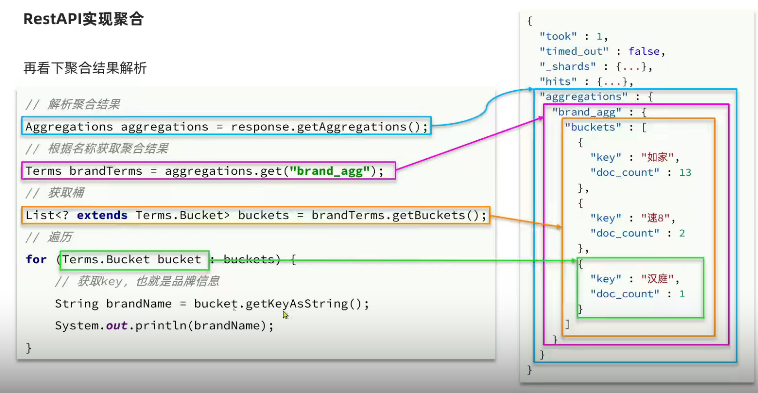 RestAPI实现聚合
再看下聚合结果解析
// 解析聚合结果
Aggregations aggregations = response.getAggregations();
// 根据名称获取聚合结果
Terms brandTerms = aggregations.get("brand_agg");
// 获取桶
List<? extends Terms.Bucket> buckets = brandTerms.getBuckets();
// 遍历
for (Terms.Bucket bucket : buckets) {
// 获取key，也就是品牌信息
String brandName = bucket.getKeyAsString();
System.out.println(brandName);
}
{
"took" : 1,
"timed_out" : false,
"_shards" : {...},
"hits" : {...},
"aggregations" : {
"brand_agg" : {
"buckets" : [
{
"key" : "如家",
"doc_count" : 13
},
{
"key" : "速8",
"doc_count" : 2
},
{
"key" : "汉庭",
"doc_count" : 1
}
]
}
}
}